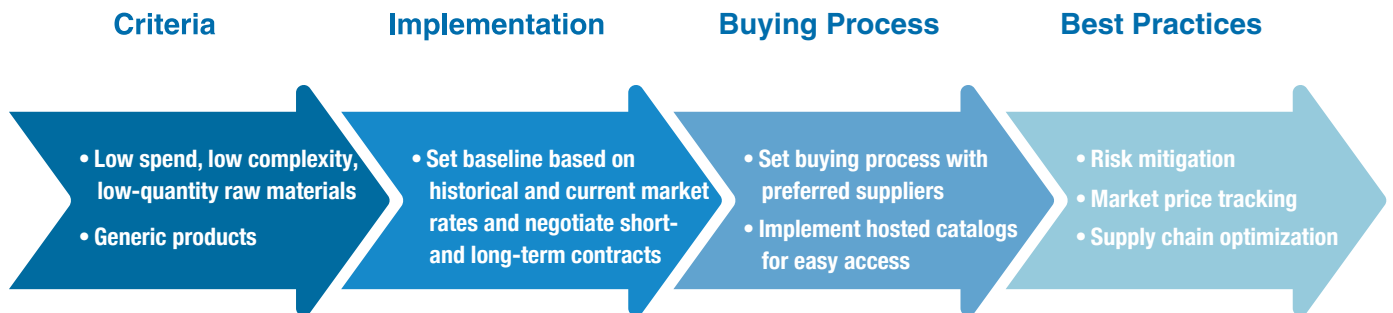 Criteria
Implementation
Buying Process
Best Practices
• Low spend, low complexity,
low-quantity raw materials
• Generic products
• Set baseline based on
historical and current market
rates and negotiate short-
and long-term contracts
• Set buying process with
preferred suppliers
• Implement hosted catalogs
for easy access
• Risk mitigation
• Market price tracking
• Supply chain optimization